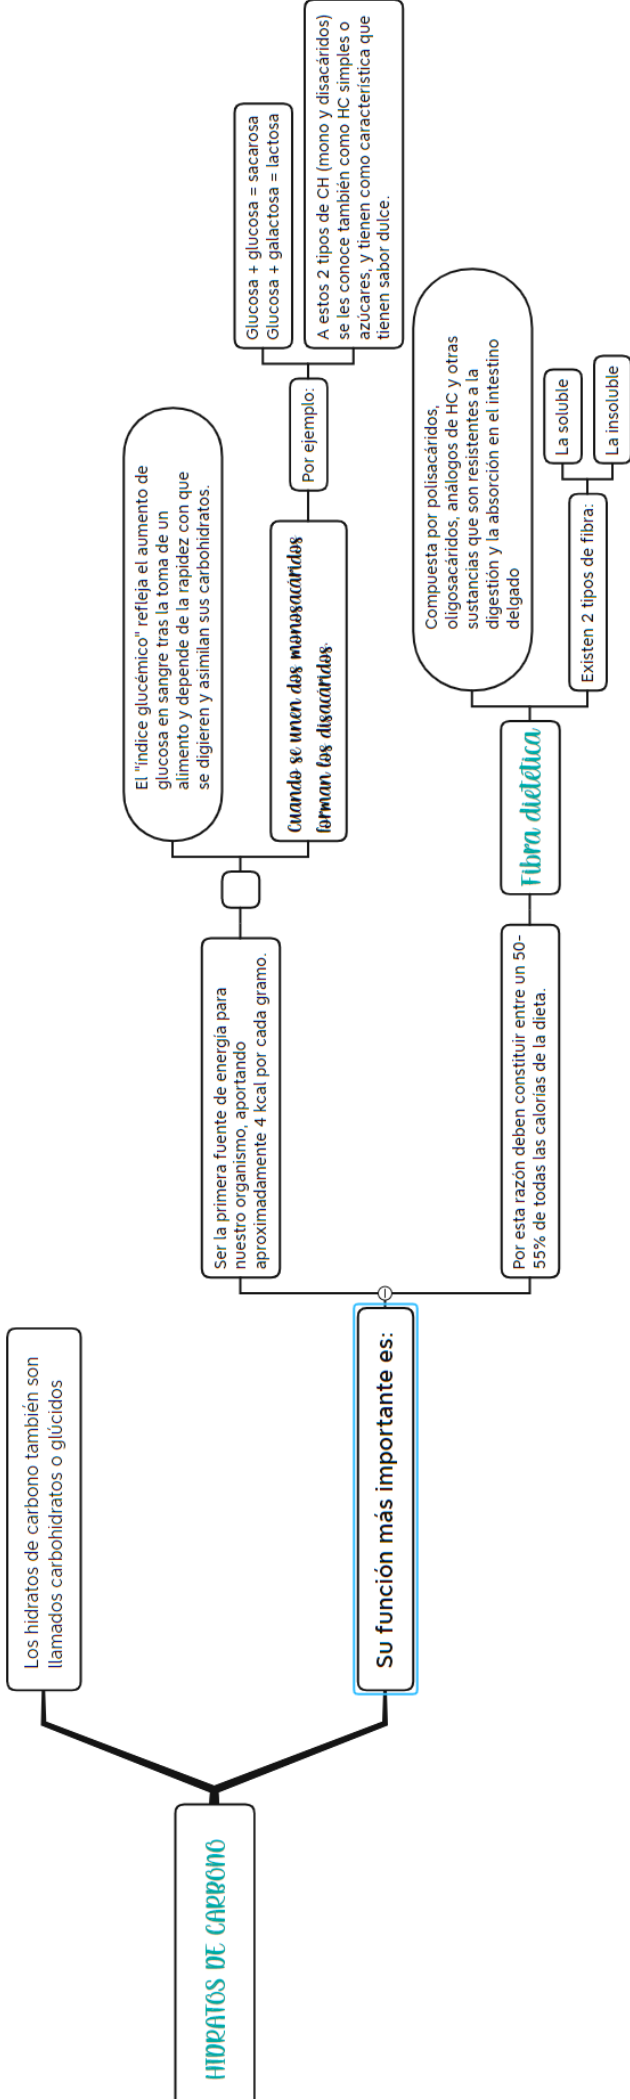 HIDRATOS DE CARBONO
Los hidratos de carbono también son
llamados carbohidratos o glúcidos
Su función más importante es:
Ser la primera fuente de energía para
nuestro organismo, aportando
aproximadamente 4 kcal por cada gramo.
El "índice glucémico" refleja el aumento de
glucosa en sangre tras la toma de un
alimento y depende de la rapidez con que
se digieren y asimilan sus carbohidratos.
Cuando se unen dos monosacáridos
forman los disacáridos.
Por ejemplo:
Glucosa + glucosa = sacarosa
Glucosa + galactosa = lactosa
A estos 2 tipos de CH (mono y disacáridos)
se les conoce también como HC simples o
azúcares, y tienen como característica que
tienen sabor dulce.
Por esta razón deben constituir entre un 50-
55% de todas las calorías de la dieta.
Fibra dietética
Compuesta por polisacáridos,
oligosacáridos, análogos de HC y otras
sustancias que son resistentes a la
digestión y la absorción en el intestino
delgado
Existen 2 tipos de fibra:
La soluble
La insoluble